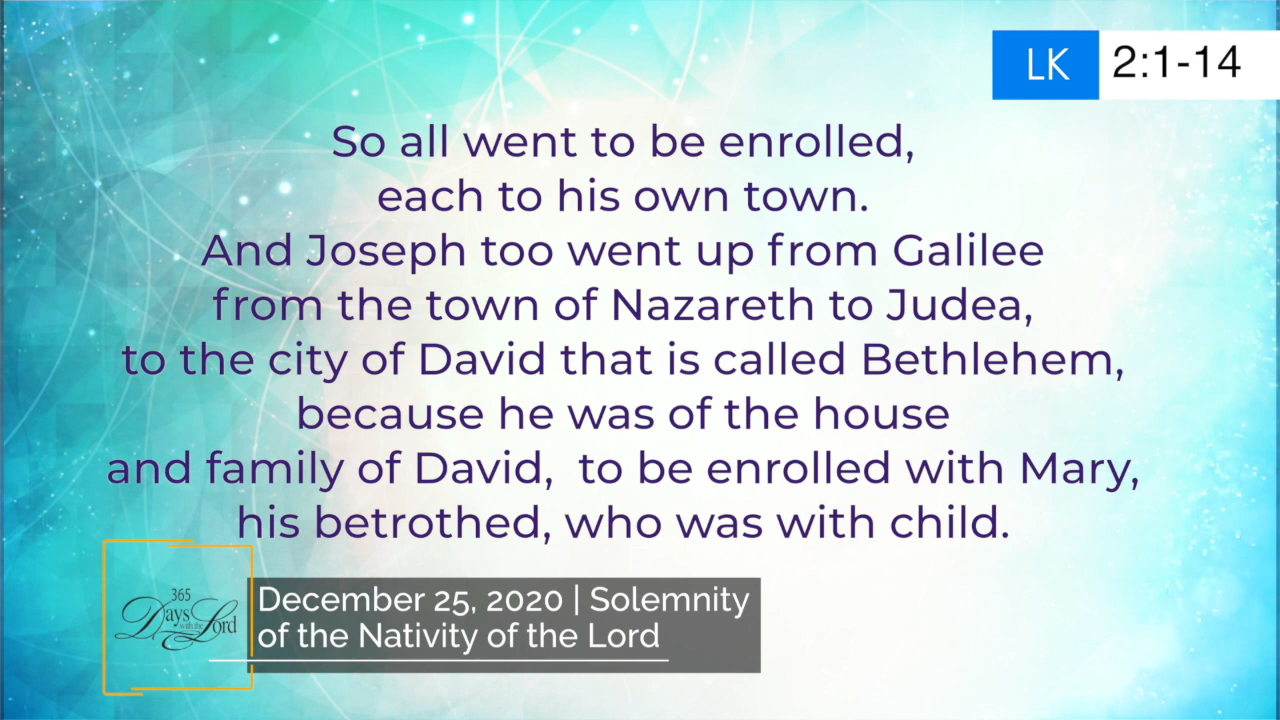 LK 2:1-14
So all went to be enrolled,
each to his own town.
And Joseph too went up from Galilee
from the town of Nazareth to Judea,
to the city of David that is called Bethlehem,
because he was of the house
and family of David,  to be enrolled with Mary,
his betrothed, who was with child.
365
Days with the Lord
December 25, 2020 | Solemnity
of the Nativity of the Lord